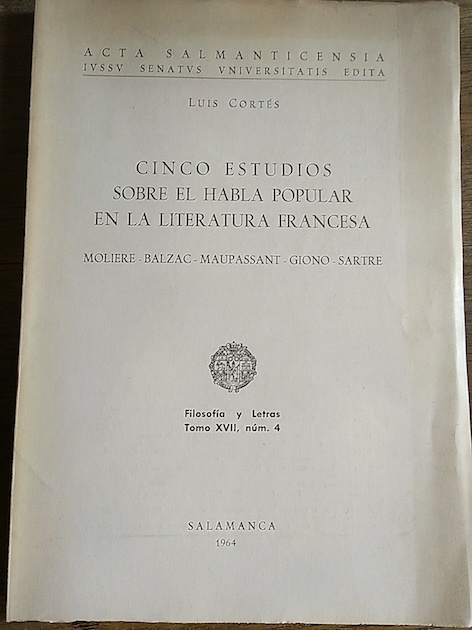 ACTA SALMANTICENSIA
IVSSV SENATVS VNIVERSITATIS EDITA
LUIS CORTÉS
CINCO ESTUDIOS
SOBRE EL HABLA POPULAR
EN LA LITERATURA FRANCESA
MOLIERE - BALZAC - MAUPASSANT - GIONO - SARTRE
Filosofía y Letras
Tomo XVII, núm. 4
SALAMANCA
1964